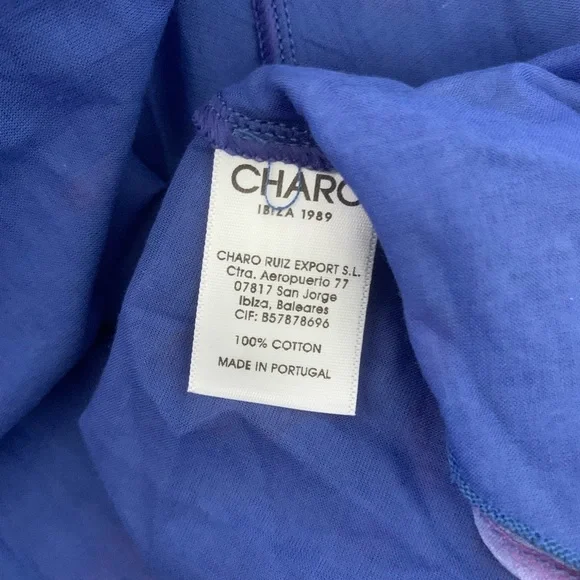 CHARO
IBIZA 1989
CHARO RUIZ EXPORT S.L.
Ctra. Aeropuerto 77
07817 San Jorge
Ibiza, Baleares
CIF: B57878696
100% COTTON
MADE IN PORTUGAL